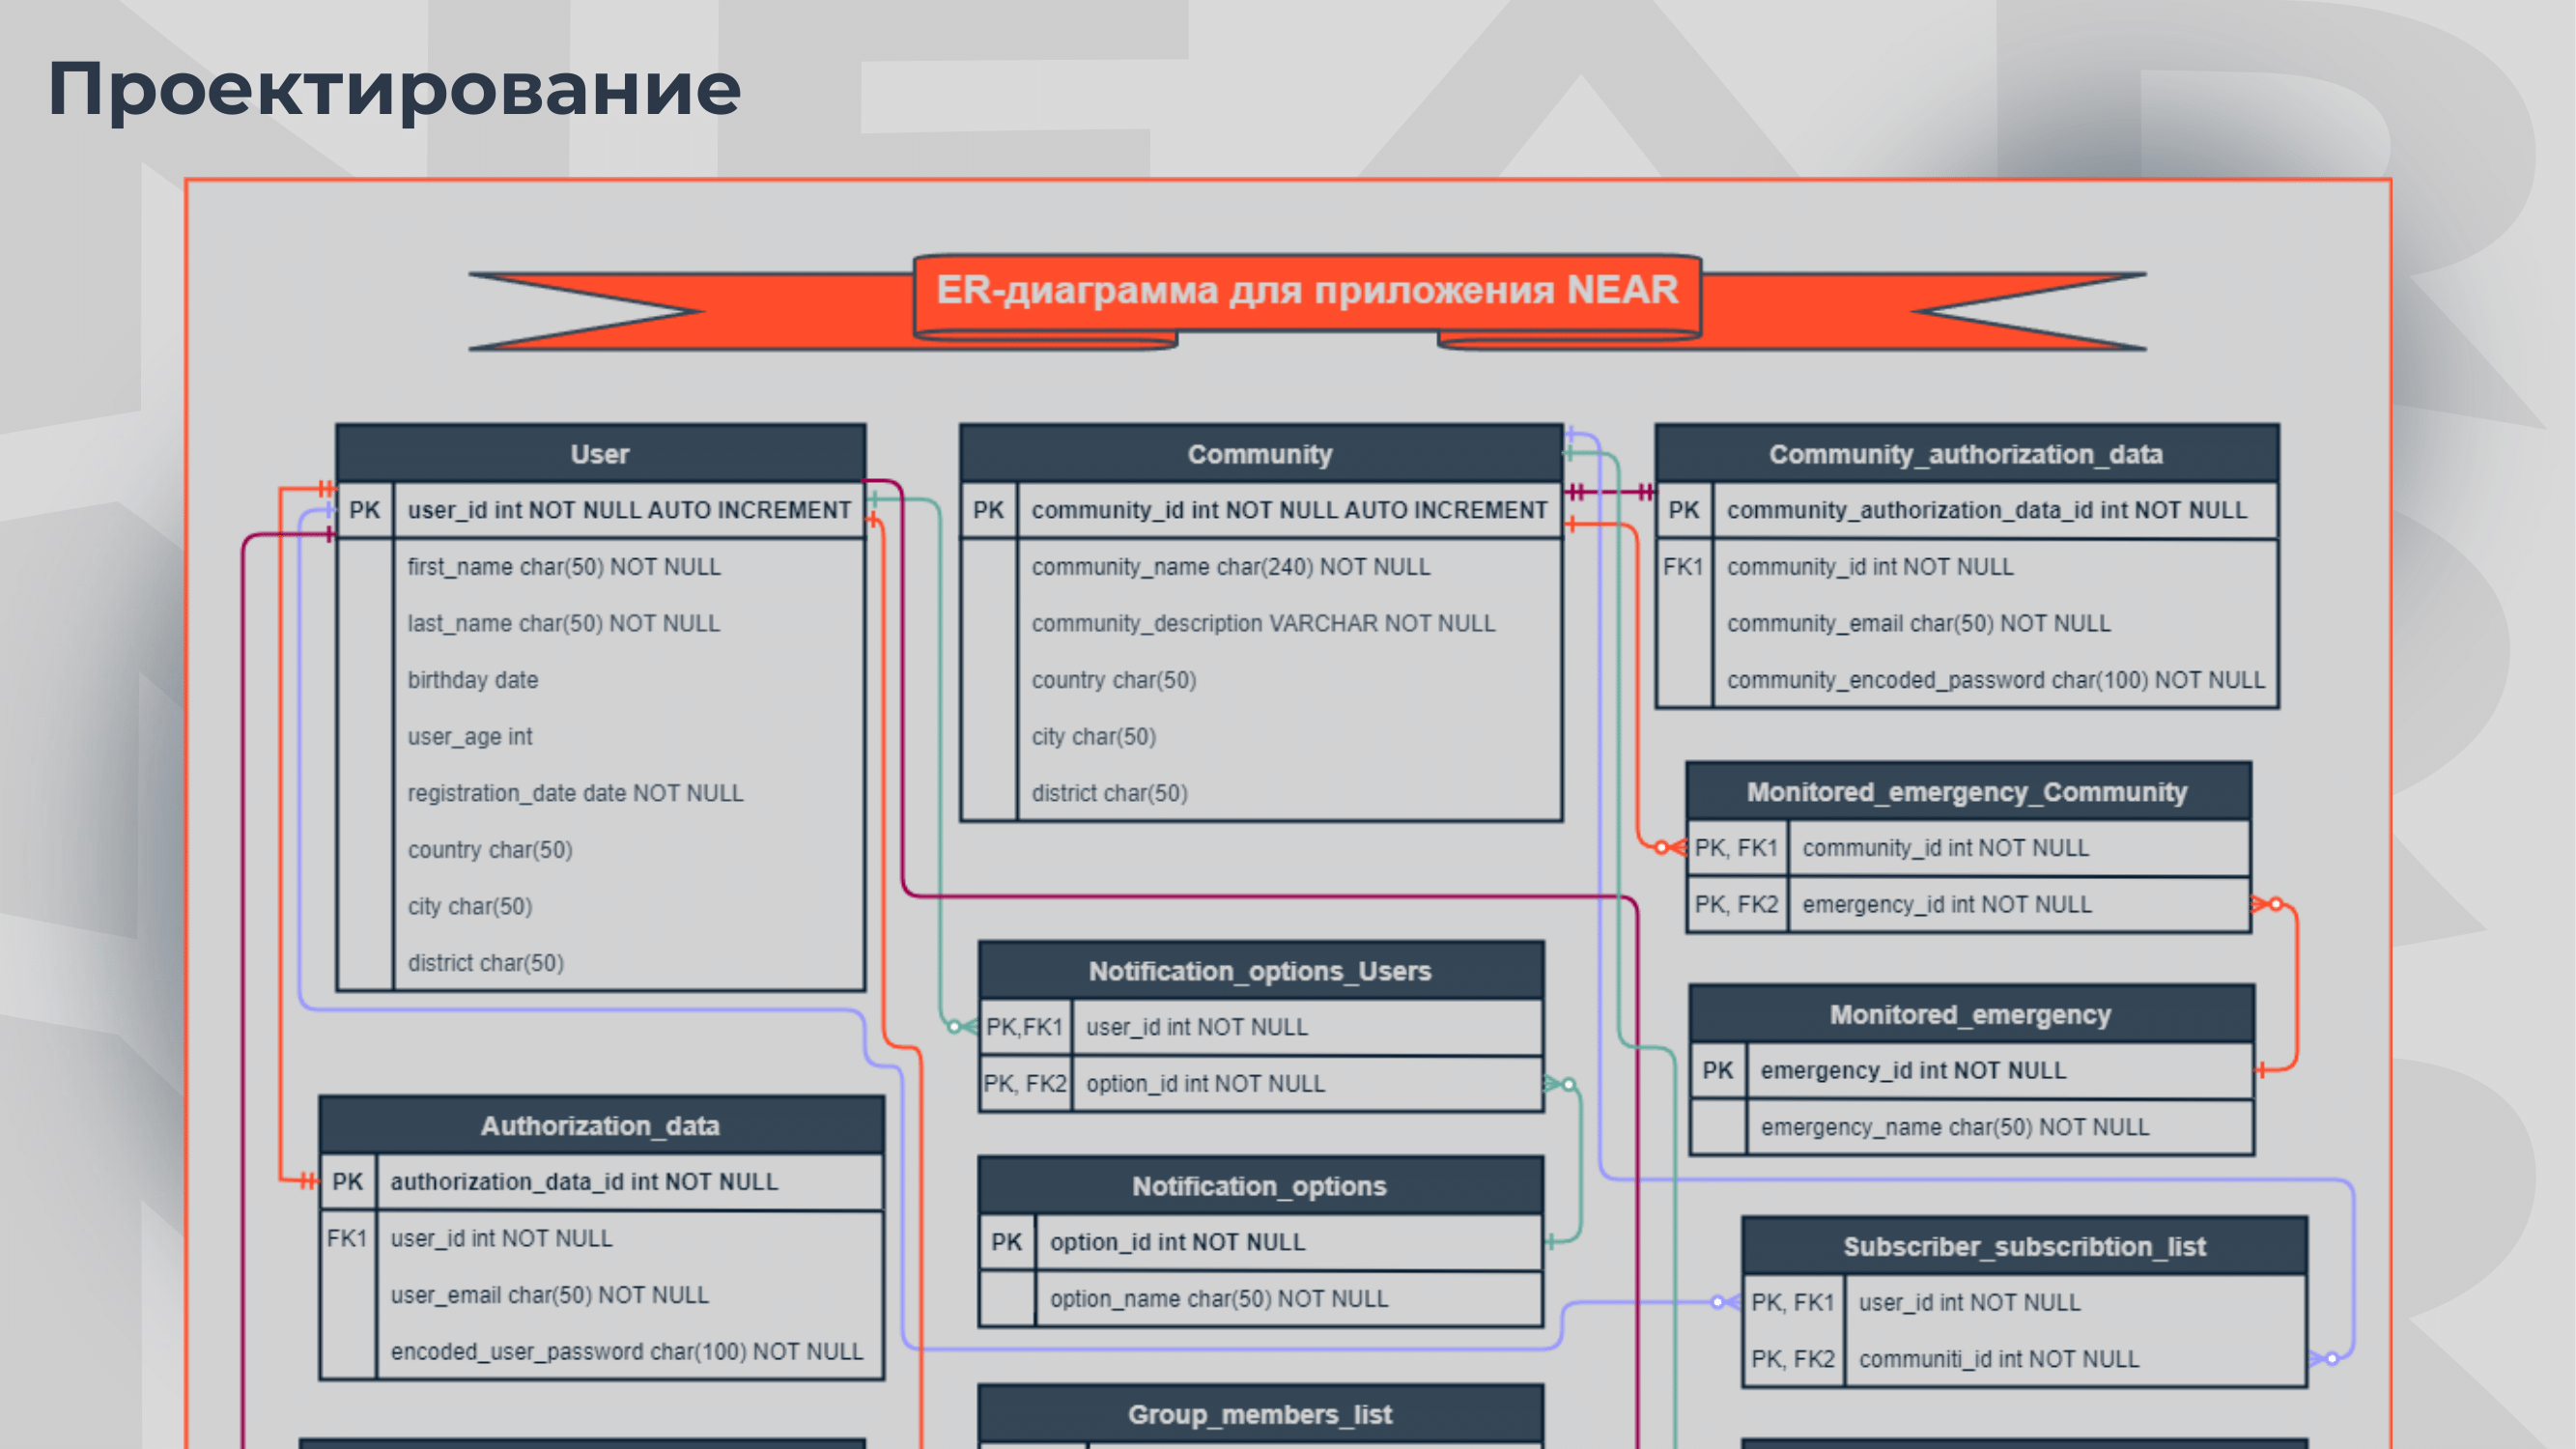 Проектирование
ER-диаграмма для приложения NEAR
User
PK user_id int NOT NULL AUTO INCREMENT
first_name char(50) NOT NULL
last_name char(50) NOT NULL
birthday date
user_age int
registration_date date NOT NULL
country char(50)
city char(50)
district char(50)
Community
PK community_id int NOT NULL AUTO INCREMENT
community_name char(240) NOT NULL
community_description VARCHAR NOT NULL
country char(50)
city char(50)
district char(50)
Community_authorization_data
PK community_authorization_data_id int NOT NULL
FK1 community_id int NOT NULL
community_email char(50) NOT NULL
community_encoded_password char(100) NOT NULL
Monitored_emergency_Community
PK, FK1 community_id int NOT NULL
PK, FK2 emergency_id int NOT NULL
Notification_options_Users
PK,FK1 user_id int NOT NULL
PK, FK2 option_id int NOT NULL
Monitored_emergency
PK emergency_id int NOT NULL
emergency_name char(50) NOT NULL
Authorization_data
PK authorization_data_id int NOT NULL
FK1 user_id int NOT NULL
user_email char(50) NOT NULL
encoded_user_password char(100) NOT NULL
Notification_options
PK option_id int NOT NULL
option_name char(50) NOT NULL
Subscriber_subscribtion_list
PK, FK1 user_id int NOT NULL
PK, FK2 communiti_id int NOT NULL
Group_members_list